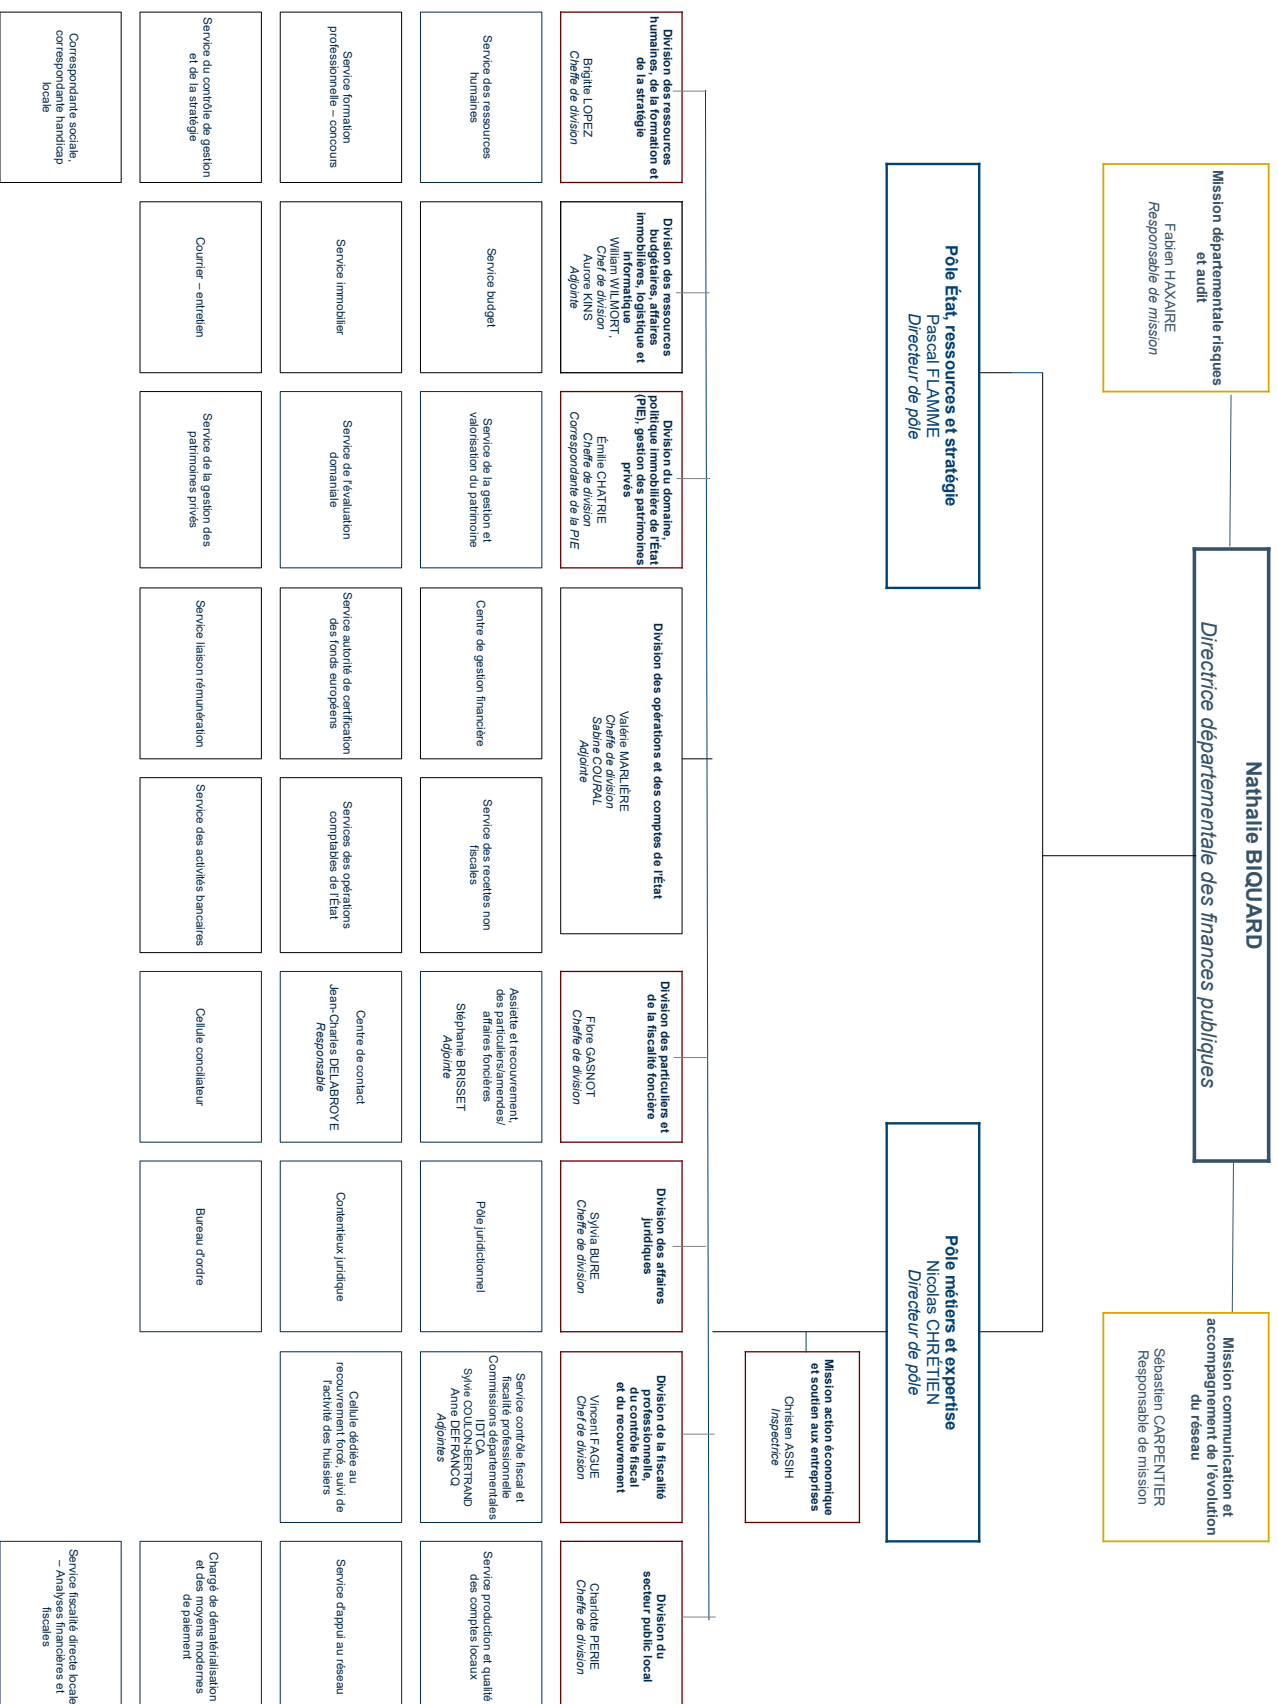 Nathalie BIQUARD
Directrice départementale des finances publiques
Mission départementale risques
et audit
Fabien HAXAIRE
Responsable de mission
Mission communication et
accompagnement de l'évolution
du réseau
Sébastien CARPENTIER
Responsable de mission
Pôle État, ressources et stratégie
Pascal FLAMME
Directeur de pôle
Pôle métiers et expertise
Nicolas CHRÉTIEN
Directeur de pôle
Mission action économique
et soutien aux entreprises
Christen ASSIH
Inspectrice
Division des ressources
humaines, de la formation et
de la stratégie
Brigitte LOPEZ
Cheffe de division
Division des ressources
budgétaires, affaires
immobilières, logistique et
informatique
William WILMORT,
Chef de division
Aurore KINS
Adjointe
Division du domaine,
politique immobilière de l'État
(PIE), gestion des patrimoines
privés
Émilie CHATRIE
Cheffe de division
Correspondante de la PIE
Division des opérations et des comptes de l'État
Valérie MARLIÈRE
Cheffe de division
Sabine COURAL
Adjointe
Division des particuliers et
de la fiscalité foncière
Flore GASNOT
Cheffe de division
Division des affaires
juridiques
Sylvia BURE
Cheffe de division
Division de la fiscalité
professionnelle,
du contrôle fiscal
et du recouvrement
Vincent FAGUE
Chef de division
Division du
secteur public local
Charlotte PERIE
Cheffe de division
Service des ressources
humaines
Service budget
Service de la gestion et
valorisation du patrimoine
Centre de gestion financière
Service des recettes non
fiscales
Assiette et recouvrement,
des particuliers/amendes/
affaires foncières
Stéphanie BRISSET
Adjointe
Pôle juridictionnel
Service contrôle fiscal et
fiscalité professionnelle
Commissions départementales
IDTCA
Sylvie COULON-BERTRAND
Anne DEFRANCQ
Adjointes
Service production et qualité
des comptes locaux
Service formation
professionnelle – concours
Service immobilier
Service de l'évaluation
domaniale
Service autorité de certification
des fonds européens
Services des opérations
comptables de l'État
Centre de contact
Jean-Charles DELABROYE
Responsable
Contentieux juridique
Cellule dédiée au
recouvrement forcé, suivi de
l'activité des huissiers
Service d'appui au réseau
Service du contrôle de gestion
et de la stratégie
Courrier – entretien
Service de la gestion des
patrimoines privés
Service liaison rémunération
Service des activités bancaires
Cellule conciliateur
Bureau d'ordre
Chargé de dématérialisation
et des moyens modernes
de paiement
Correspondante sociale,
correspondante handicap
locale
Service fiscalité directe locale
– Analyses financières et
fiscales